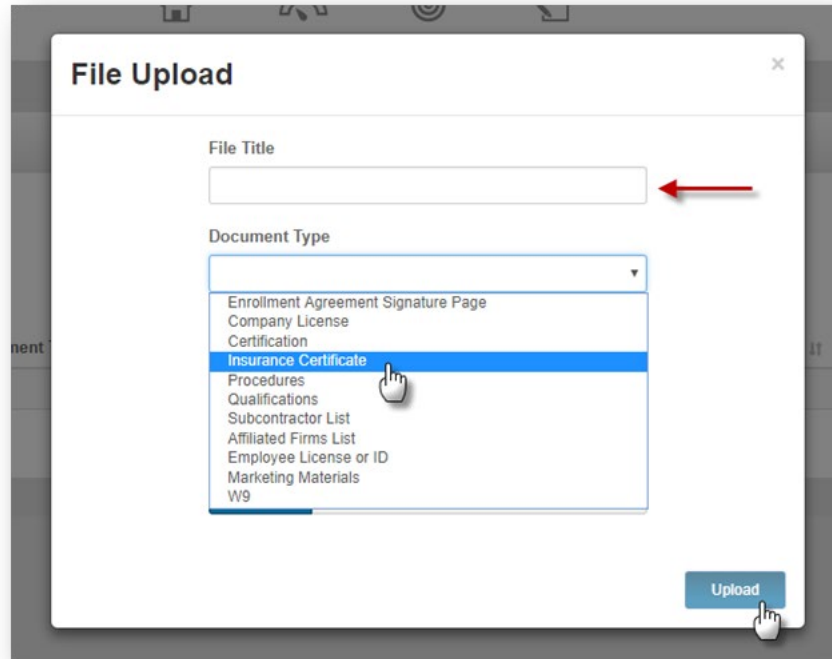 File Upload
×
File Title
Document Type
Enrollment Agreement Signature Page
Company License
Certification
Insurance Certificate
Procedures
Qualifications
Subcontractor List
Affiliated Firms List
Employee License or ID
Marketing Materials
W9
Upload